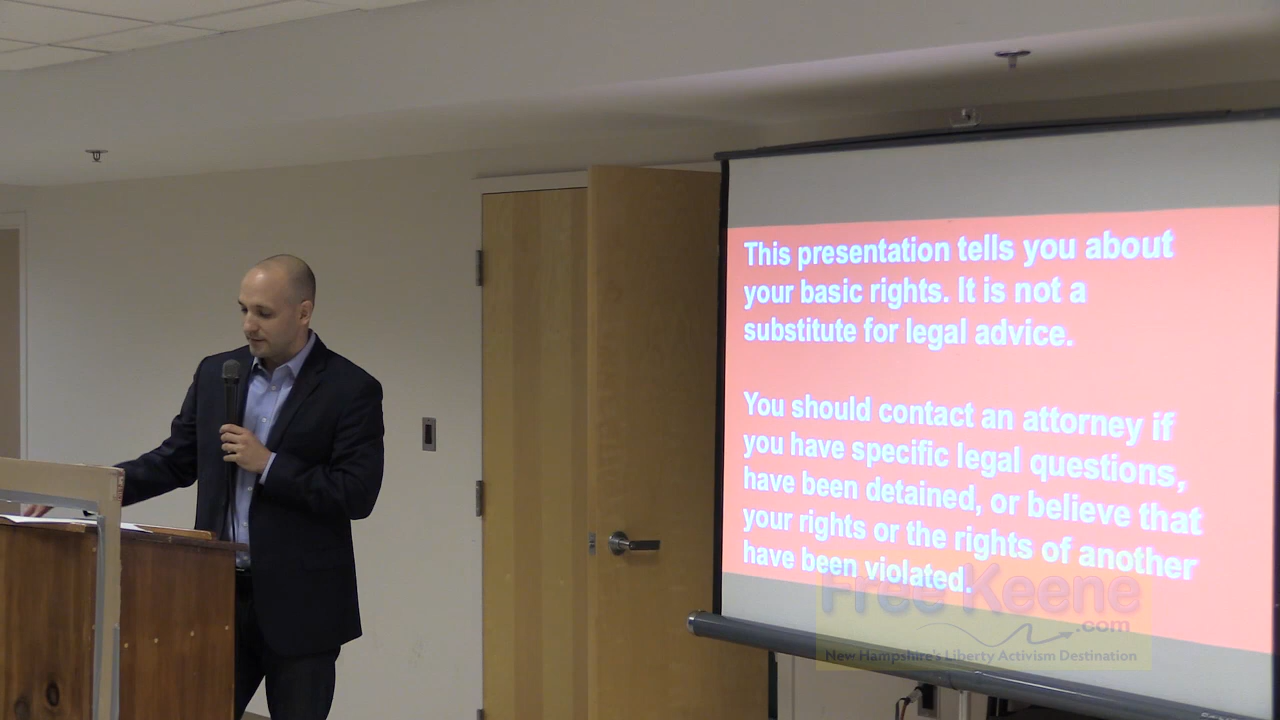 This presentation tells you about
your basic rights. It is not a
substitute for legal advice.
You should contact an attorney if
you have specific legal questions,
have been detained, or believe that
your rights or the rights of another
have been violated.
Free Keene
.com
New Hampshire's Liberty Activism Destination